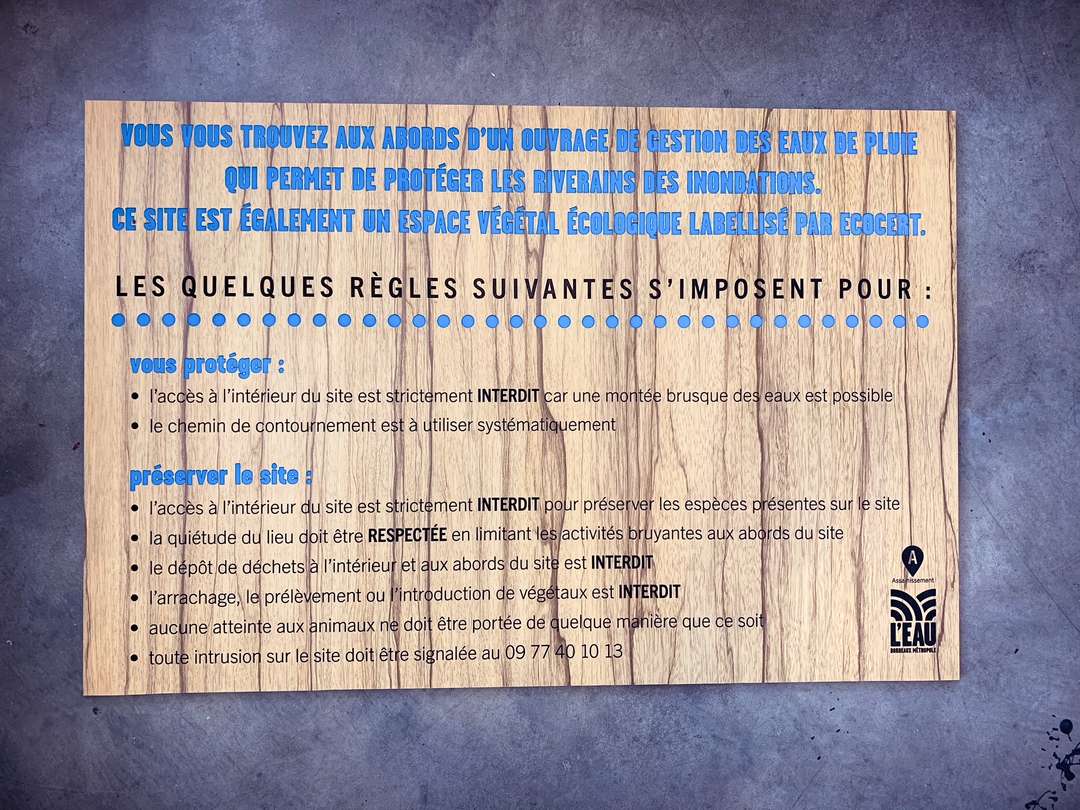 VOUS VOUS TROUVEZ AUX ABORDS D'UN OUVRAGE DE GESTION DES EAUX DE PLUIE
QUI PERMET DE PROTÉGER LES RIVERAINS DES INONDATIONS.
CE SITE EST ÉGALEMENT UN ESPACE VÉGÉTAL ÉCOLOGIQUE LABELLISÉ PAR ECOCERT.
LES QUELQUES RÈGLES SUIVANTES S'IMPOSENT POUR :
vous protéger :
• l'accès à l'intérieur du site est strictement INTERDIT car une montée brusque des eaux est possible
• le chemin de contournement est à utiliser systématiquement
préserver le site :
• l'accès à l'intérieur du site est strictement INTERDIT pour préserver les espèces présentes sur le site
• la quiétude du lieu doit être RESPECTÉE en limitant les activités bruyantes aux abords du site
• le dépôt de déchets à l'intérieur et aux abords du site est INTERDIT
• l'arrachage, le prélèvement ou l'introduction de végétaux est INTERDIT
• aucune atteinte aux animaux ne doit être portée de quelque manière que ce soit
• toute intrusion sur le site doit être signalée au 09 77 40 10 13
A
Assainissement
L'EAU
BORDEAUX MÉTROPOLE